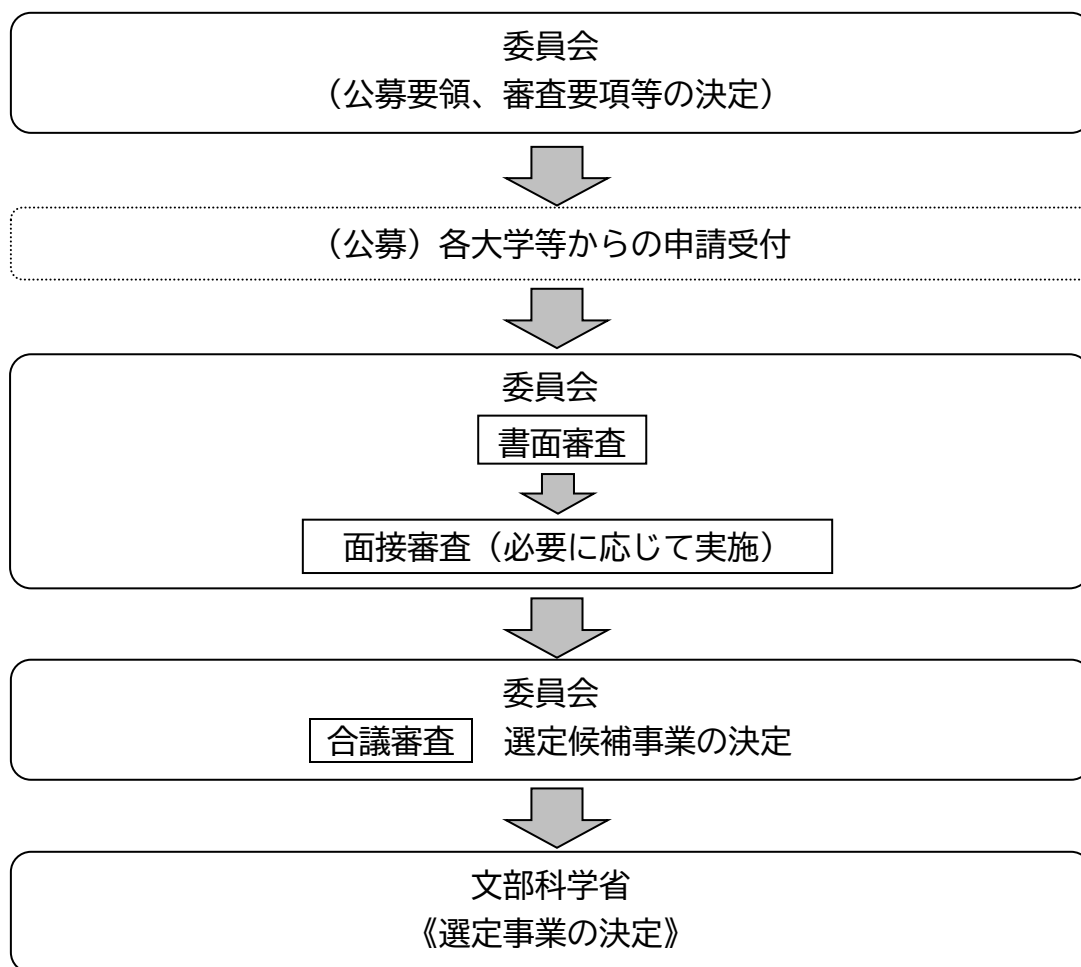 委員会
（公募要領、審査要項等の決定）
（公募）各大学等からの申請受付
委員会
書面審査
面接審査（必要に応じて実施）
委員会
合議審査　選定候補事業の決定
文部科学省
《選定事業の決定》